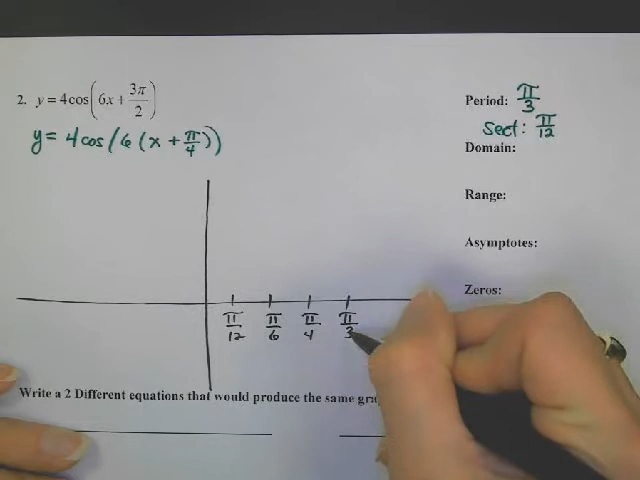 2. y = 4cos(6x + 3π/2)
y = 4cos(6(x + π/4))
Period: π/3
sect: π/12
Domain:
Range:
Asymptotes:
Zeros:
π/12 π/6 π/4 π/3
Write a 2 Different equations that would produce the same